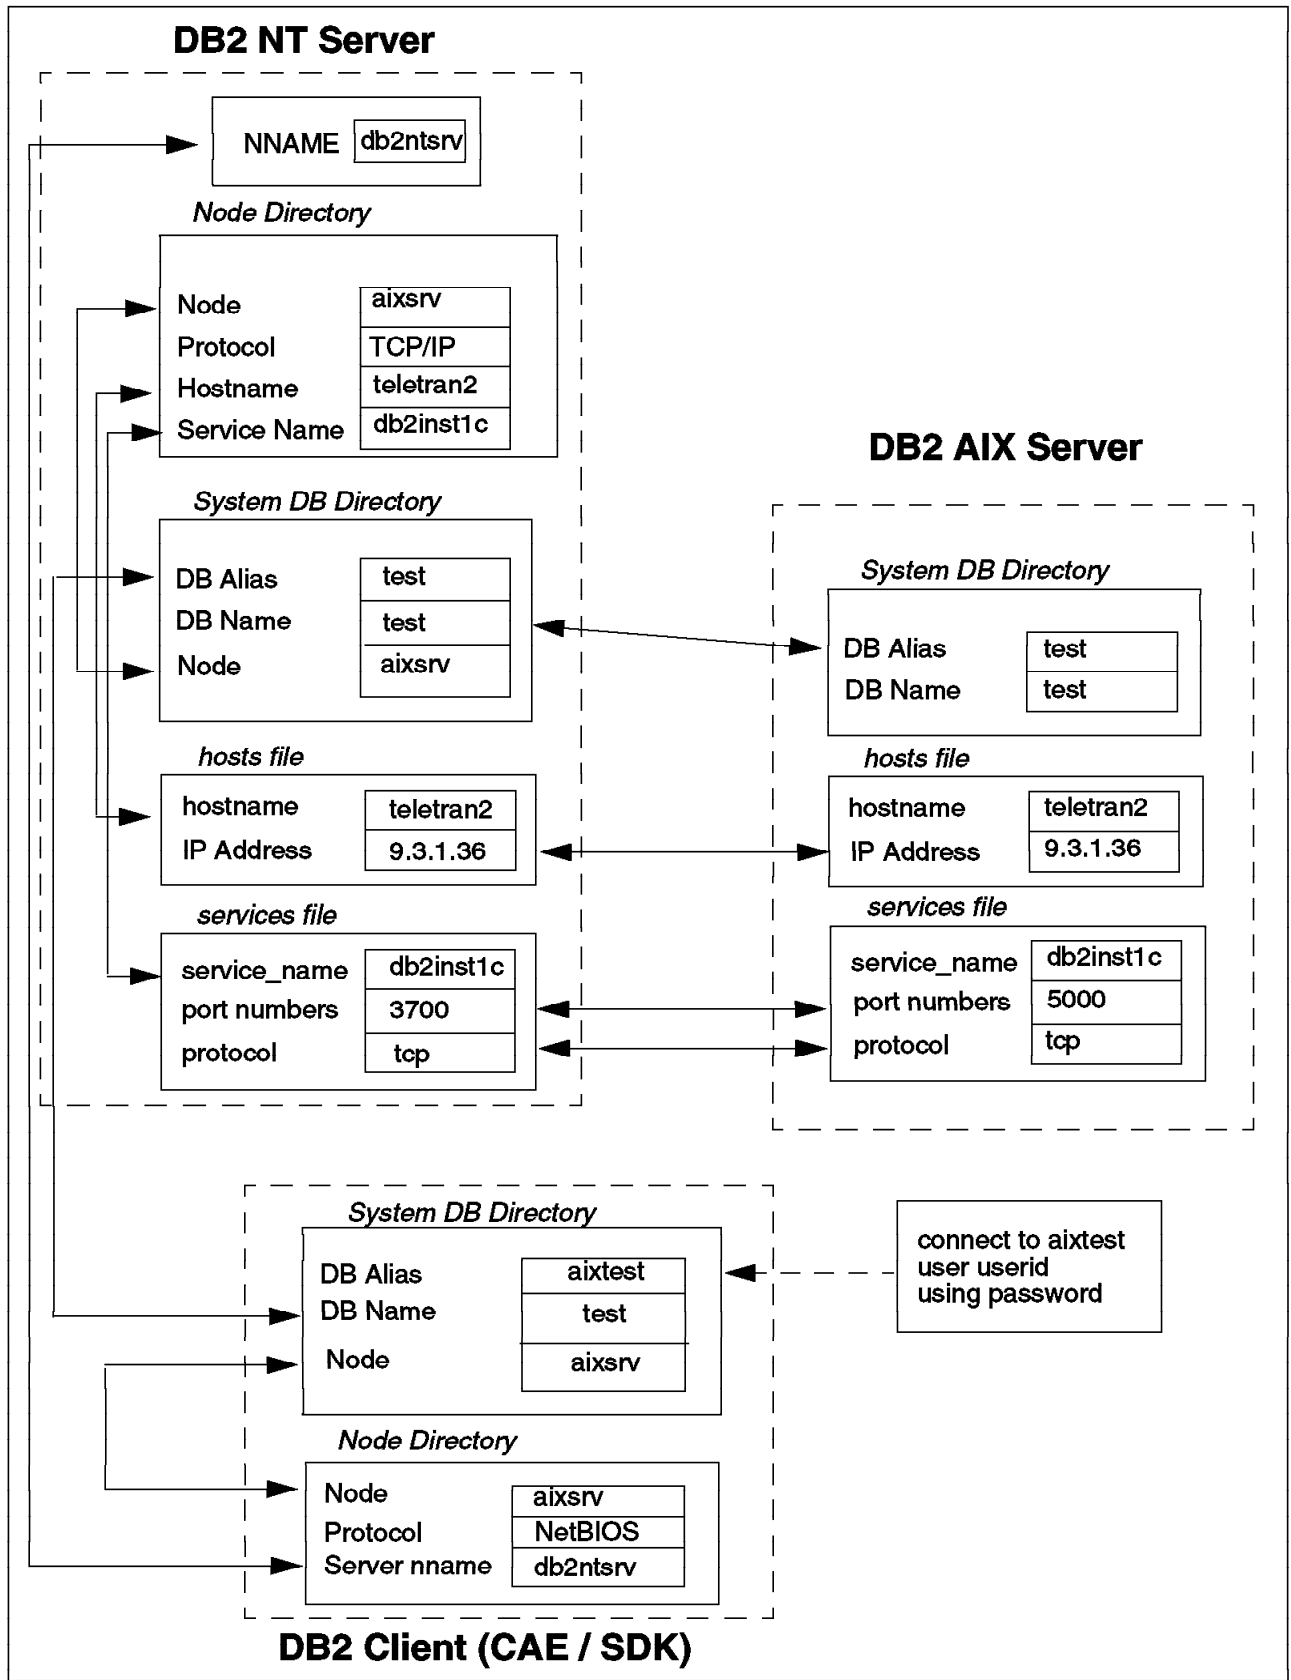 DB2 NT Server
NNAME db2ntsrv
Node Directory
Node aixsrv
Protocol TCP/IP
Hostname teletran2
Service Name db2inst1c
System DB Directory
DB Alias test
DB Name test
Node aixsrv
hosts file
hostname teletran2
IP Address 9.3.1.36
services file
service_name db2inst1c
port numbers 3700
protocol tcp
DB2 AIX Server
System DB Directory
DB Alias test
DB Name test
hosts file
hostname teletran2
IP Address 9.3.1.36
services file
service_name db2inst1c
port numbers 5000
protocol tcp
System DB Directory
DB Alias aixtest
DB Name test
Node aixsrv
Node Directory
Node aixsrv
Protocol NetBIOS
Server nname db2ntsrv
DB2 Client (CAE / SDK)
connect to aixtest
user userid
using password